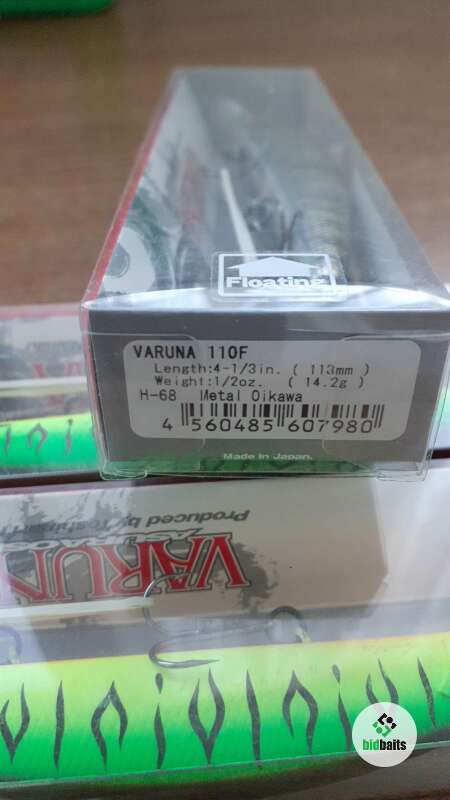 Floating
VARUNA 110F
Length:4-1/3in. ( 113mm )
Weight:1/2oz. ( 14.2g )
H-68 Metal Oikawa
4 560485 607980
Made in Japan.
Produced by
VARUN
bidbaits